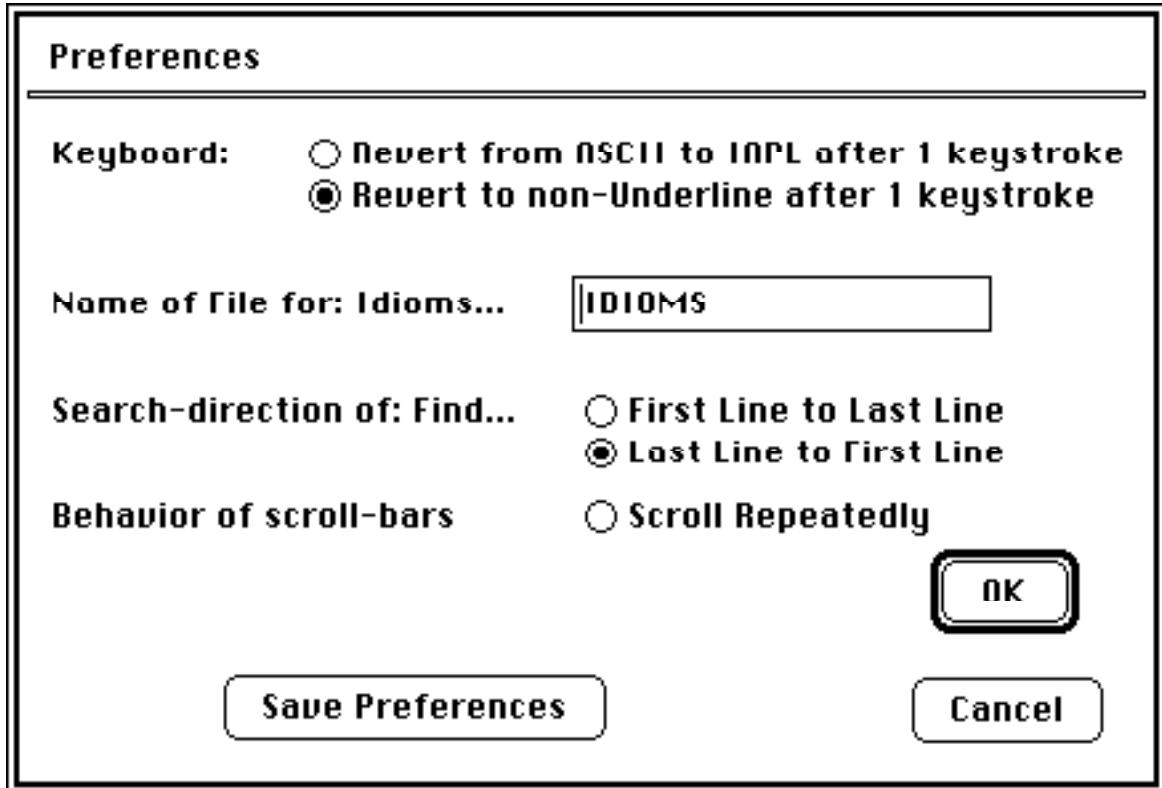 Preferences
Keyboard: Revert from ASCII to IAPL after 1 keystroke
Revert to non-Underline after 1 keystroke
Name of File for: Idioms... IDIOMS
Search-direction of: Find... First Line to Last Line
Last Line to First Line
Behavior of scroll-bars Scroll Repeatedly
OK
Save Preferences Cancel